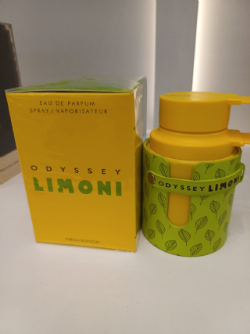 EAU DE PARFUM
SPRAY / VAPORISATEUR
ODYSSEY
LIMONI
ODYSSEY LIMONI